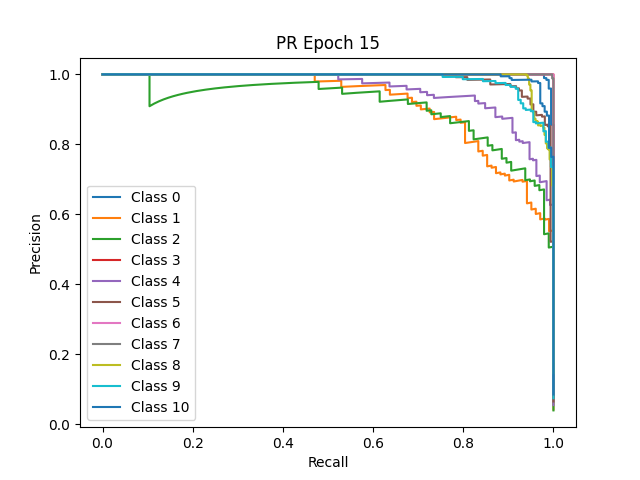 PR Epoch 15
Precision
1.0
0.8
0.6
0.4
0.2
0.0
Class 0
Class 1
Class 2
Class 3
Class 4
Class 5
Class 6
Class 7
Class 8
Class 9
Class 10
0.0 0.2 0.4 0.6 0.8 1.0
Recall